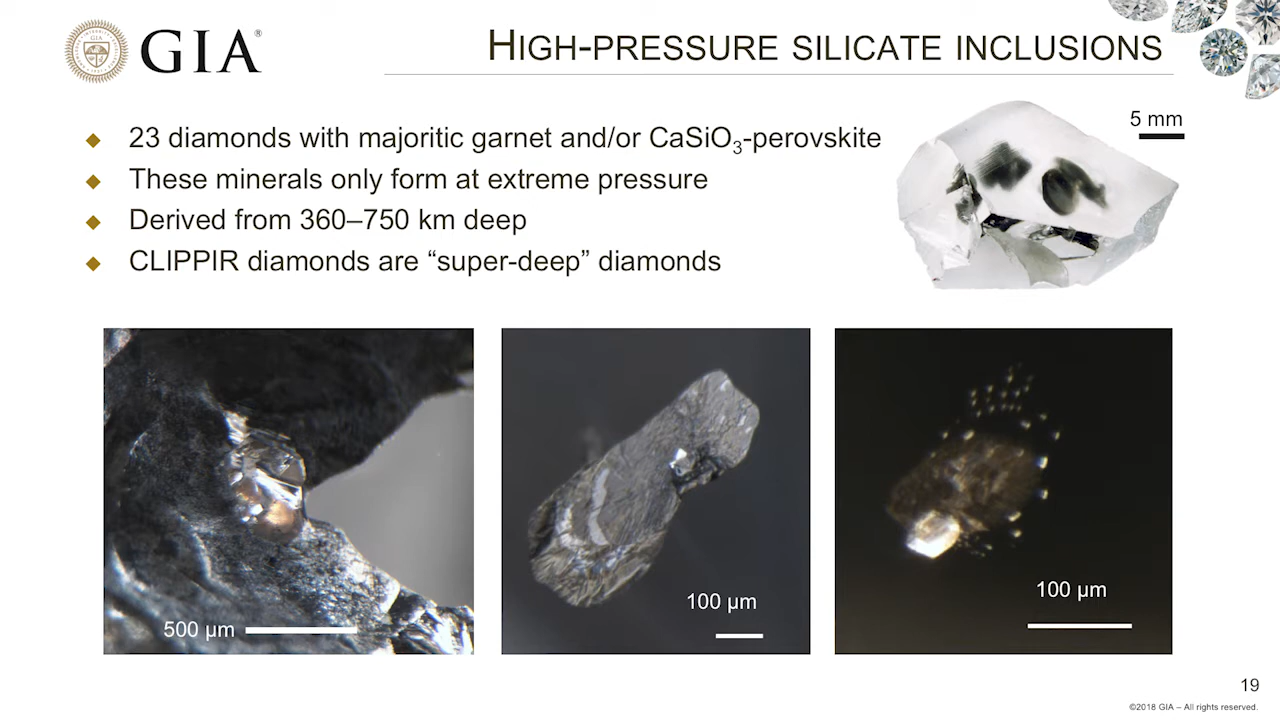 GIA®
HIGH-PRESSURE SILICATE INCLUSIONS
5 mm
23 diamonds with majoritic garnet and/or CaSiO₃-perovskite
These minerals only form at extreme pressure
Derived from 360–750 km deep
CLIPPIR diamonds are “super-deep” diamonds
500 µm
100 µm
100 µm
19
©2018 GIA – All rights reserved.